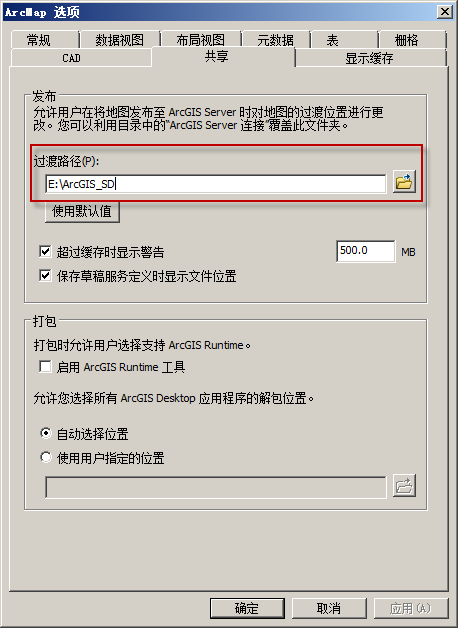 ArcMap 选项
常规 数据视图 布局视图 元数据 表 栅格
CAD 共享 显示缓存
发布
允许用户在将地图发布至 ArcGIS Server 时对地图的过渡位置进行更
改。您可以利用目录中的“ArcGIS Server 连接”覆盖此文件夹。
过渡路径(P):
E:\ArcGIS_SD
使用默认值
超过缓存时显示警告 500.0 MB
保存草稿服务定义时显示文件位置
打包
打包时允许用户选择支持 ArcGIS Runtime。
启用 ArcGIS Runtime 工具
允许您选择所有 ArcGIS Desktop 应用程序的解包位置。
自动选择位置
使用用户指定的位置
确定 取消 应用(A)